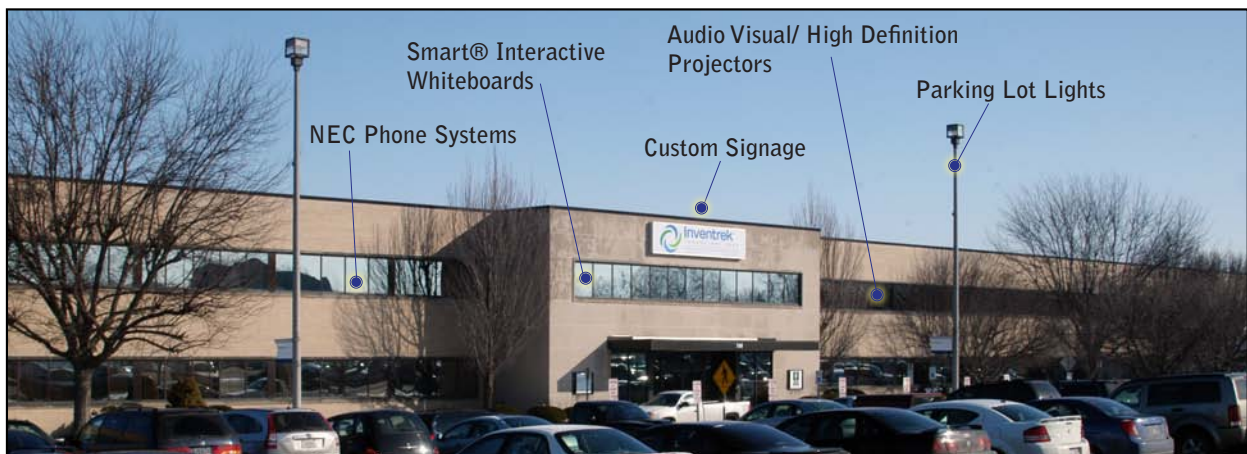 Smart® Interactive
Whiteboards
Audio Visual/ High Definition
Projectors
Parking Lot Lights
NEC Phone Systems
Custom Signage
inventrek